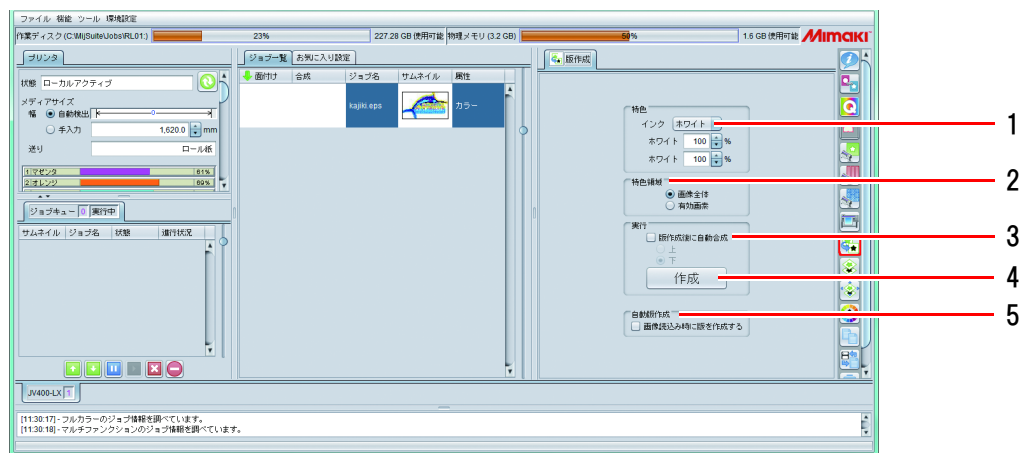 ファイル 機能 ツール 環境設定
作業ディスク (C:\MijSuite\Jobs\RL01:) 23% 227.28 GB 使用可能 物理メモリ (3.2 GB) 50% 1.6 GB 使用可能 Mimaki
プリンタ
状態 ローカルアクティブ
メディアサイズ
幅 自動検出 0
手入力 1,620.0 mm
送り ロール紙
1 マゼンタ 81%
2 オレンジ 69%
ジョブキュー 0 実行中
サムネイル ジョブ名 状態 進行状況
ジョブ一覧 お気に入り設定
面付け 合成 ジョブ名 サムネイル 属性
kajiki.eps カラー
版作成
特色
インク ホワイト
ホワイト 100 %
ホワイト 100 %
特色領域
画像全体
有効画素
実行
版作成後に自動合成
上
下
作成
自動版作成
画像読込み時に版を作成する
1
2
3
4
5
JV400-LX 1
[11:30:17] - フルカラーのジョブ情報を調べています。
[11:30:18] - マルチファンクションのジョブ情報を調べています。